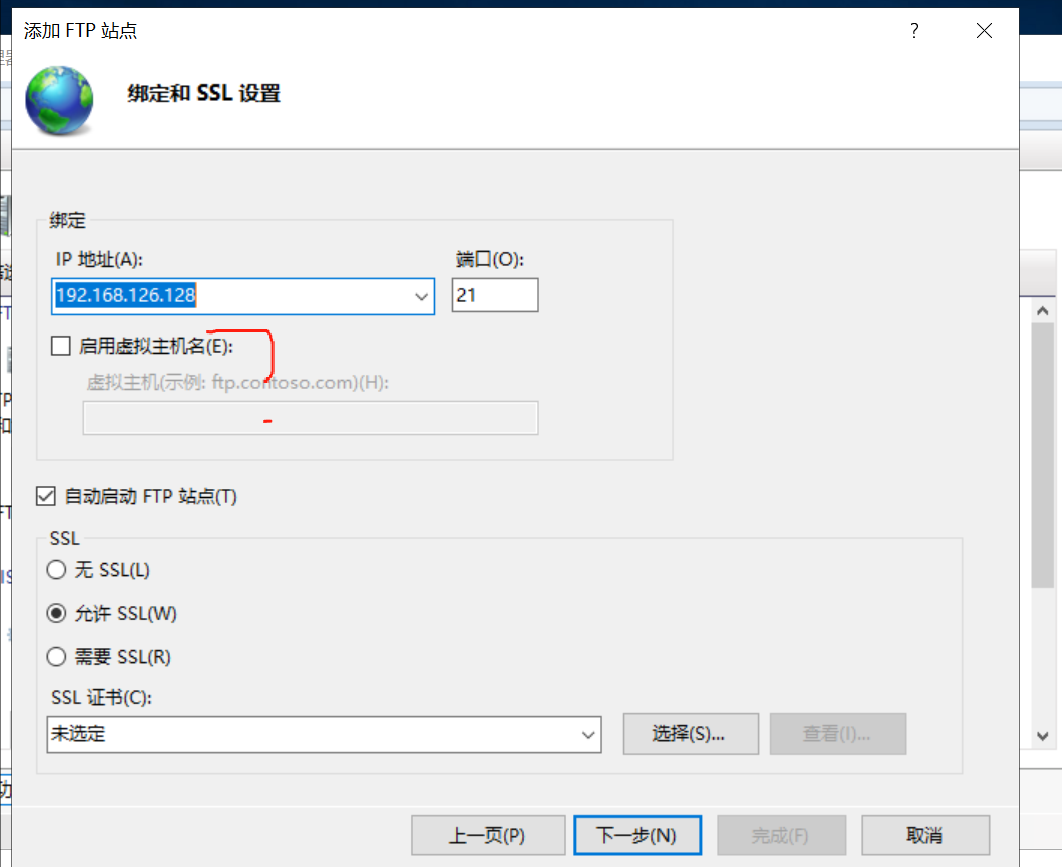 添加 FTP 站点
?
绑定和 SSL 设置
绑定
IP 地址(A):
端口(O):
192.168.126.128
21
启用虚拟主机名(E):
虚拟主机(示例: ftp.contoso.com)(H):
自动启动 FTP 站点(T)
SSL
无 SSL(L)
允许 SSL(W)
需要 SSL(R)
SSL 证书(C):
未选定
选择(S)...
查看(I)...
上一页(P)
下一步(N)
完成(F)
取消